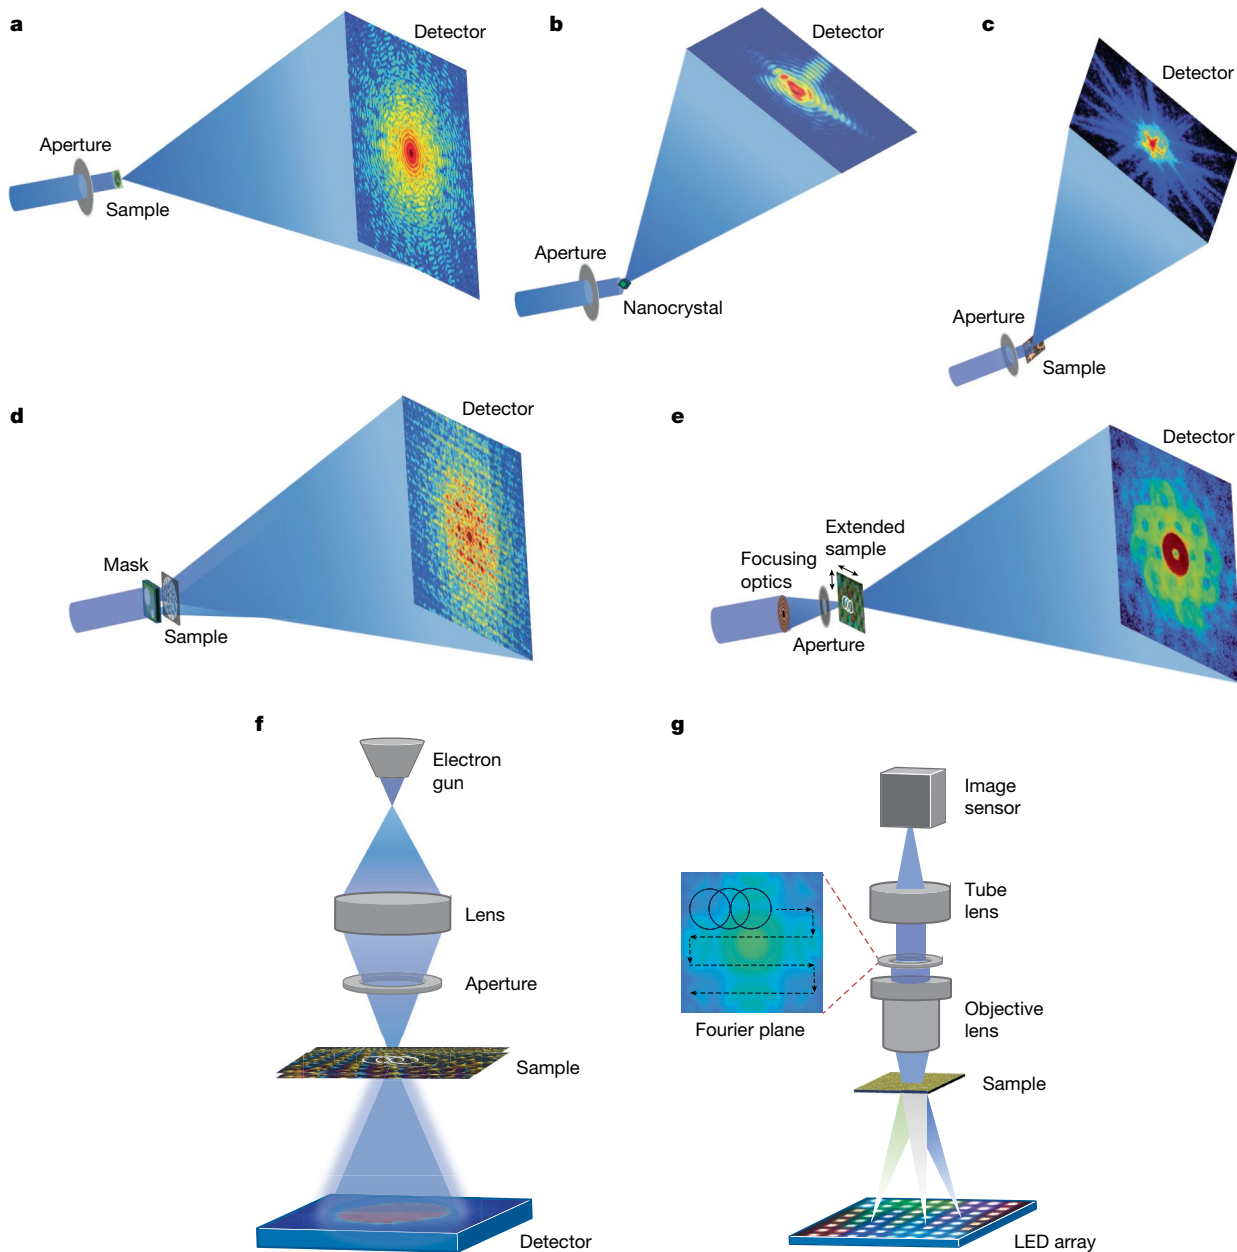 a
Detector
Aperture
Sample
b
Detector
Aperture
Nanocrystal
c
Detector
Aperture
Sample
d
Detector
Mask
Sample
e
Detector
Extended
sample
Focusing
optics
Aperture
f
Electron
gun
Lens
Aperture
Sample
Detector
g
Image
sensor
Tube
lens
Fourier plane
Objective
lens
Sample
LED array